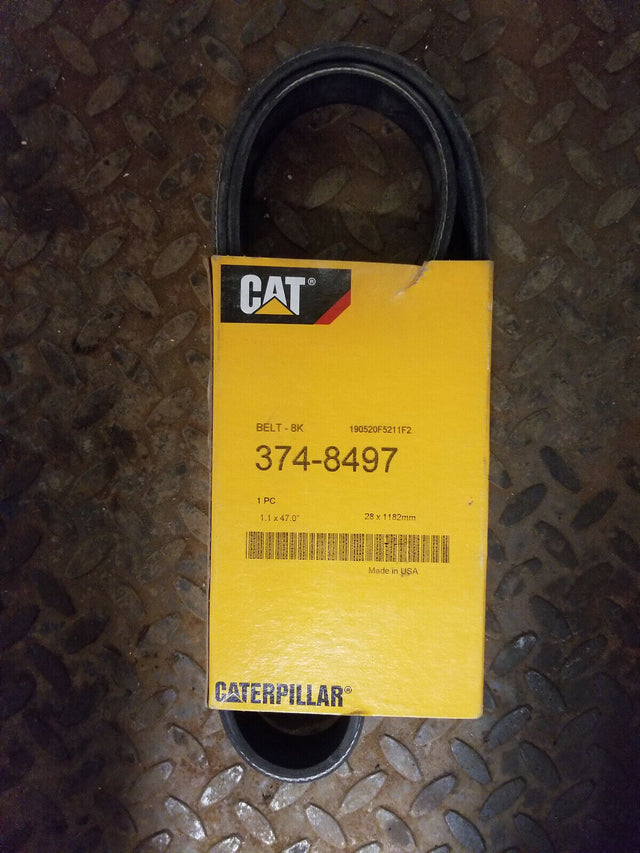 CAT®
BELT - 8K 190520F5211F2
374-8497
1 PC
1.1 x 47.0" 28 x 1182mm
Made in USA
CATERPILLAR®